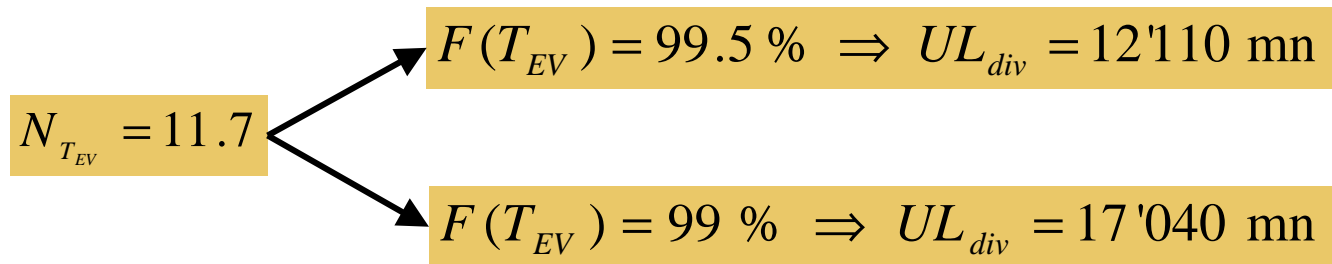 F(T_EV) = 99.5 % ⇒ UL_div = 12'110 mn
N_T_EV = 11.7
F(T_EV) = 99 % ⇒ UL_div = 17'040 mn